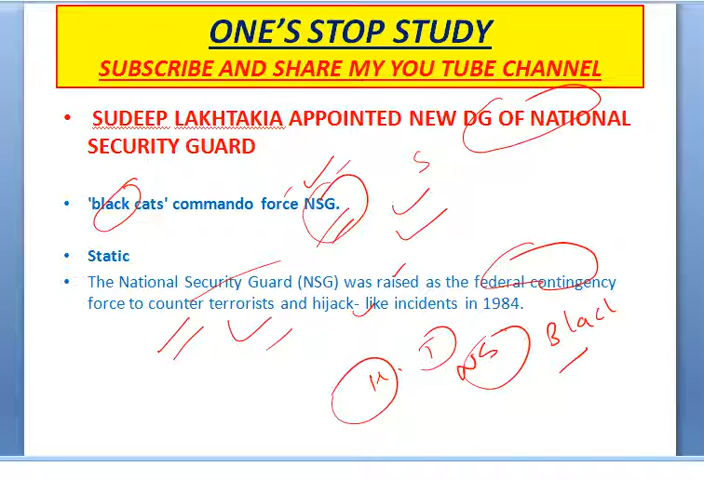 ONE'S STOP STUDY
SUBSCRIBE AND SHARE MY YOU TUBE CHANNEL
• SUDEEP LAKHTAKIA APPOINTED NEW DG OF NATIONAL
SECURITY GUARD
• 'black cats' commando force NSG.
• Static
• The National Security Guard (NSG) was raised as the federal contingency
force to counter terrorists and hijack- like incidents in 1984.
S
Black
NS